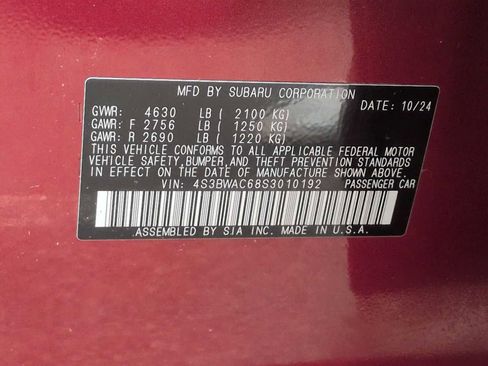 MFD BY SUBARU CORPORATION
DATE: 10/24
GVWR: 4630 LB ( 2100 KG)
GAWR: F 2756 LB ( 1250 KG)
GAWR: R 2690 LB ( 1220 KG)
THIS VEHICLE CONFORMS TO ALL APPLICABLE FEDERAL MOTOR
VEHICLE SAFETY, BUMPER, AND THEFT PREVENTION STANDARDS
IN EFFECT ON THE DATE OF MANUFACTURE SHOWN ABOVE.
VIN: 4S3BWAC68S3010192 PASSENGER CAR
.ASSEMBLED BY SIA INC. MADE IN U.S.A.